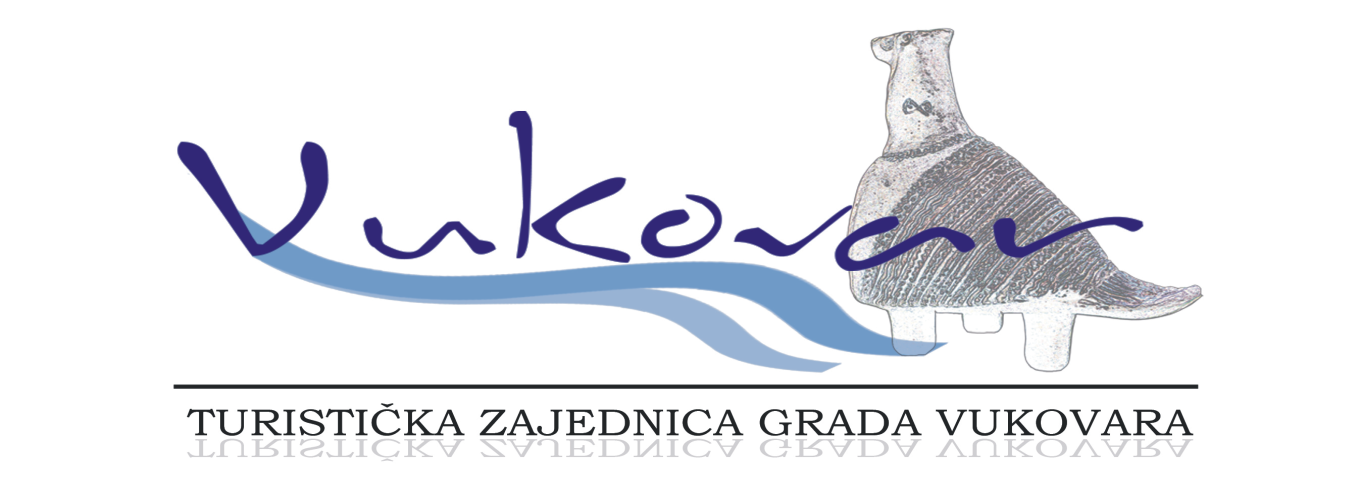 Vukovar
TURISTIČKA ZAJEDNICA GRADA VUKOVARA